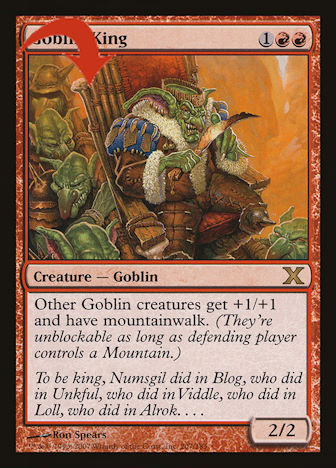 Goblin King 1
Creature — Goblin X
Other Goblin creatures get +1/+1
and have mountainwalk. (They're
unblockable as long as defending player
controls a Mountain.)
To be king, Numsgil did in Blog, who did
in Unkful, who did in Viddle, who did in
Loll, who did in Alrok. . . .
Ron Spears
2/2